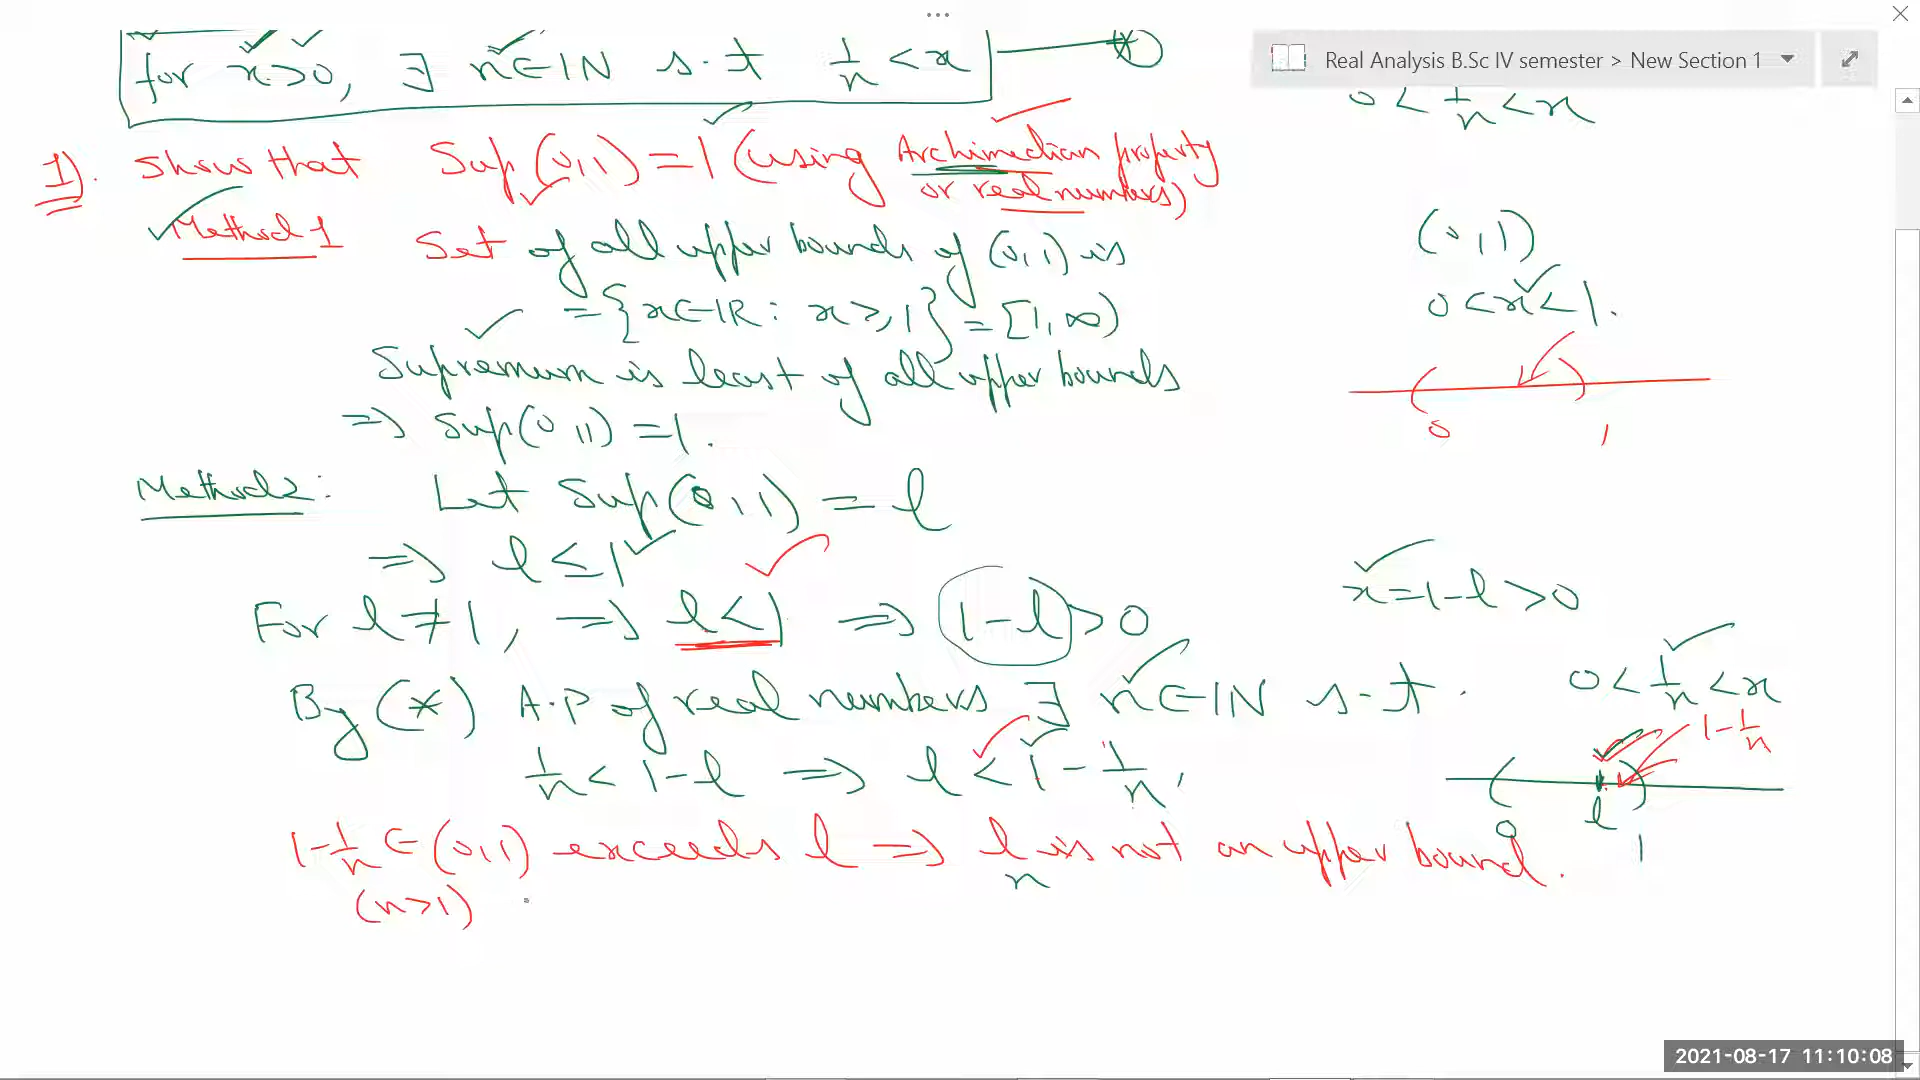 for x>0, ∃ n∈IN s.t 1/n < x
Real Analysis B.Sc IV semester > New Section 1
0 < 1/n < x
1). Show that Sup (0,1) = 1 (using Archimedian property
or real numbers)
Method 1 Set of all upper bounds of (0,1) is
= {x∈IR: x≥1} = [1,∞)
(0,1)
0<x<1.
Supremum is least of all upper bounds
⇒ Sup(0,1) = 1.
0 1
Method2: Let Sup(0,1) = l
⇒ l ≤ 1
For l ≠ 1, ⇒ l < 1 ⇒ 1-l > 0
x = 1-l > 0
By (*) A.P of real numbers ∃ n∈IN s.t.
0 < 1/n < x
1/n < 1-l ⇒ l < 1 - 1/n,
1-1/n
0 l 1
1-1/n ∈ (0,1) exceeds l ⇒ l is not an upper bound.
n
(n>1)
2021-08-17 11:10:08